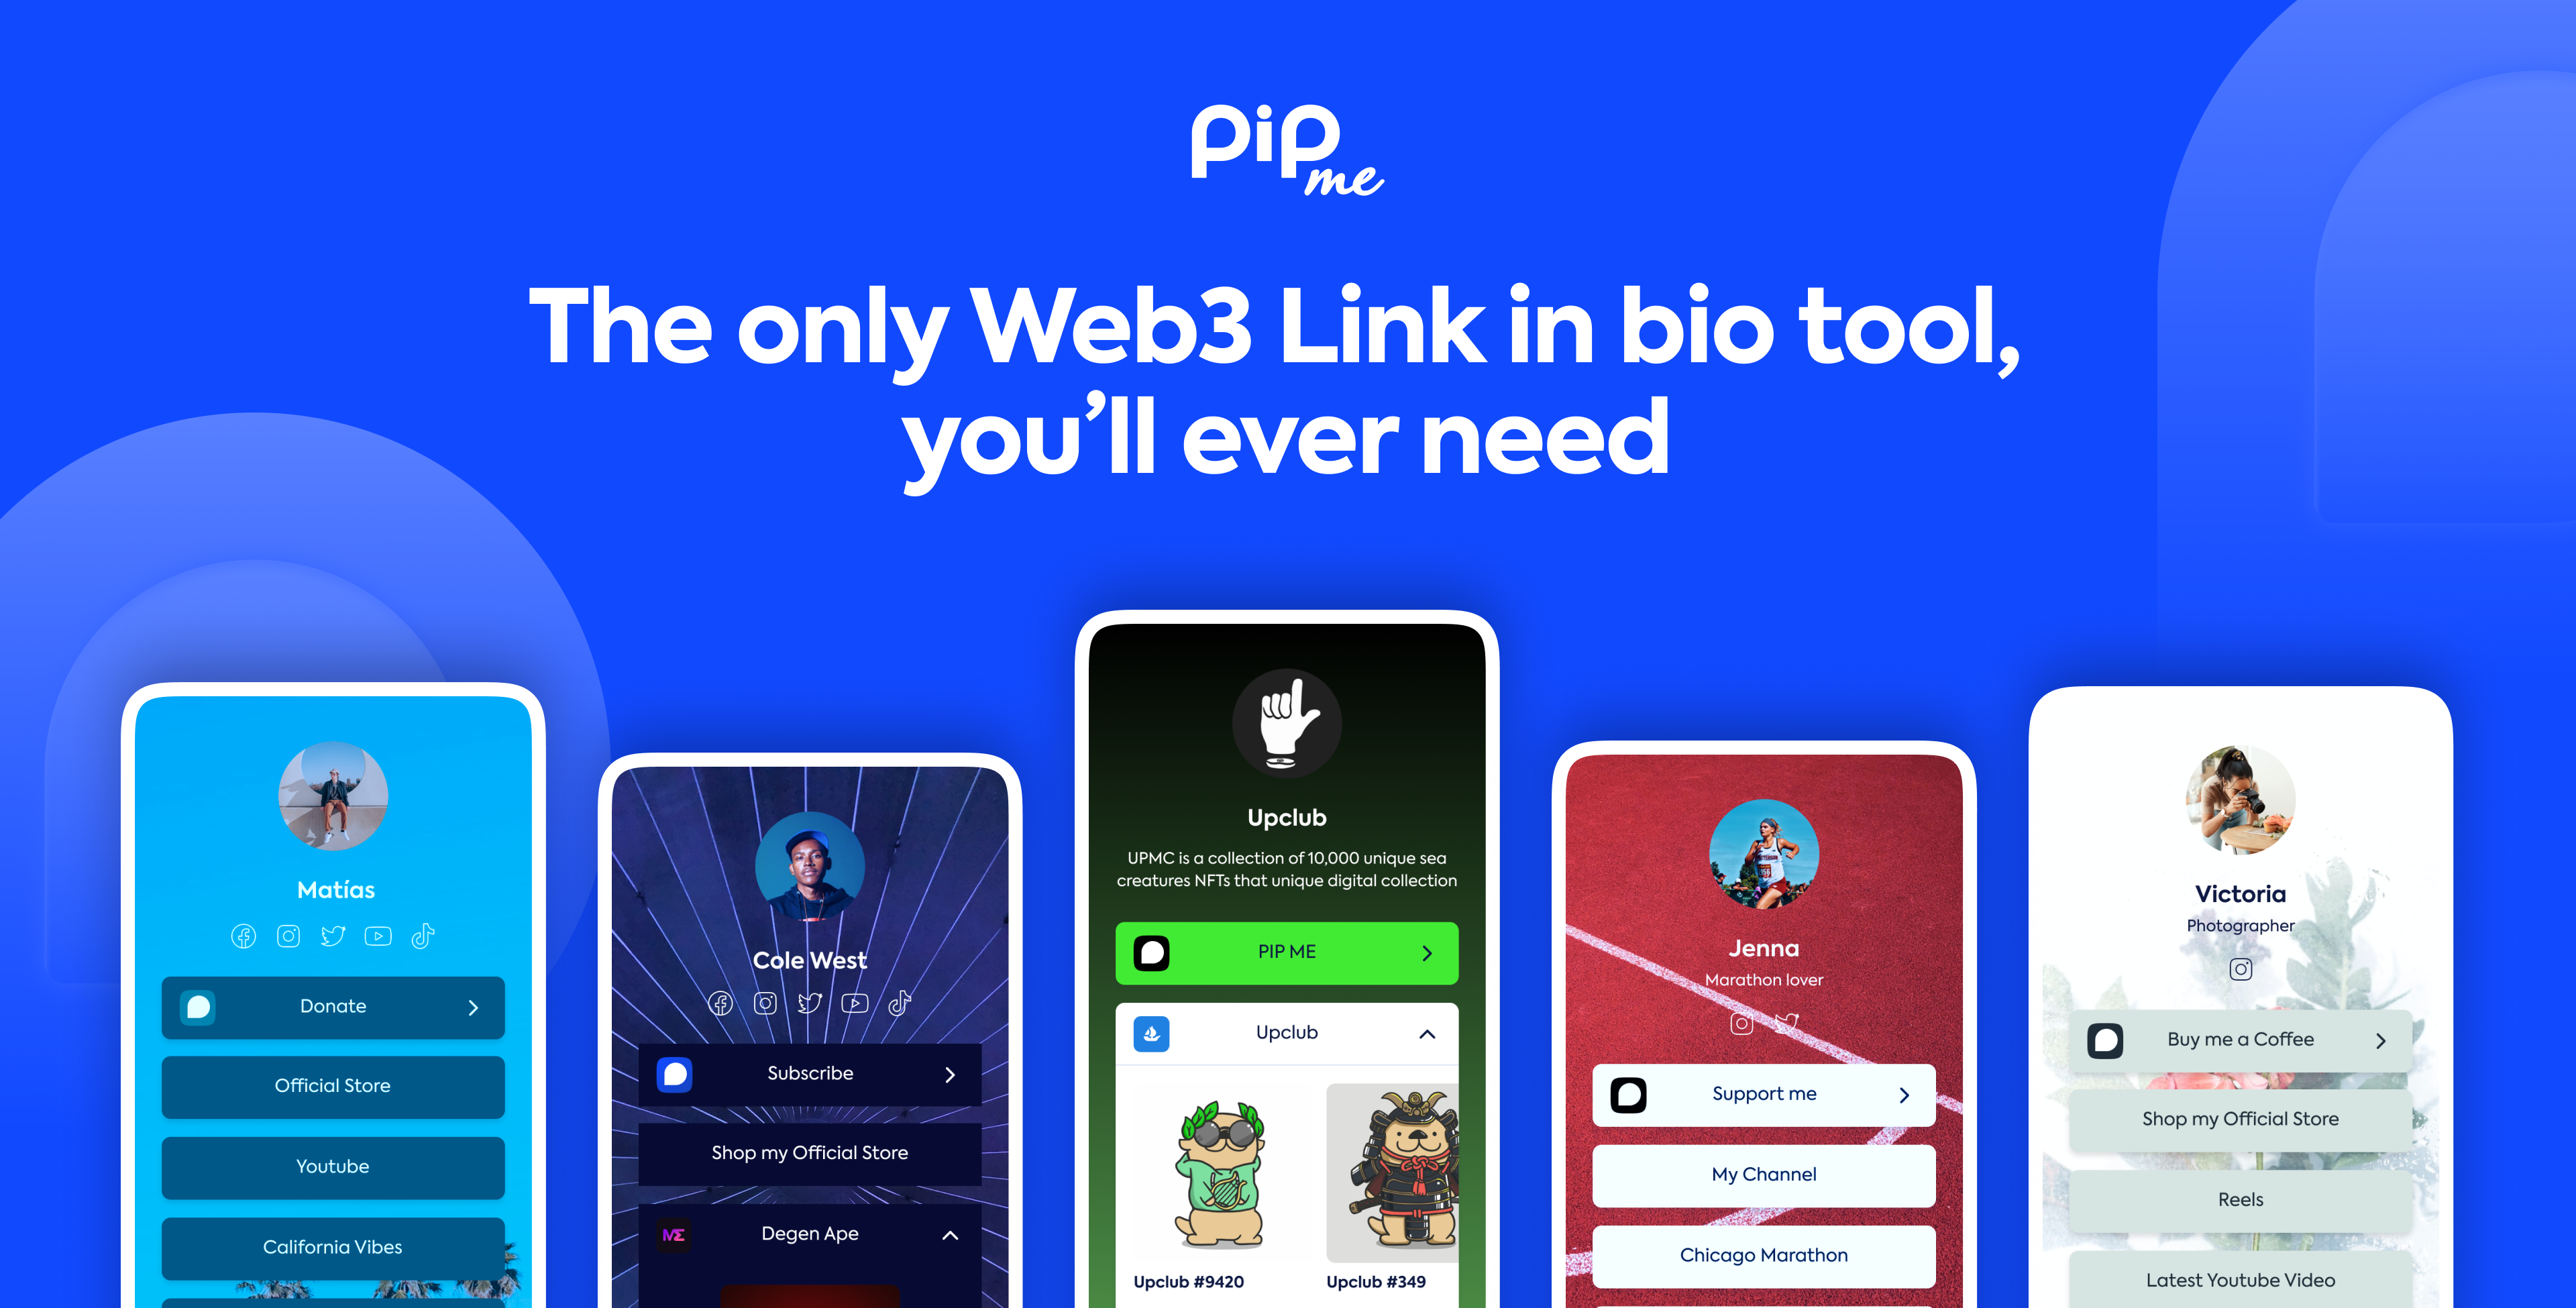 pip
me
The only Web3 Link in bio tool,
you’ll ever need
Matías
Donate
Official Store
Youtube
California Vibes
Cole West
Subscribe
Shop my Official Store
ME
Degen Ape
Upclub
UPMC is a collection of 10,000 unique sea
creatures NFTs that unique digital collection
PIP ME
Upclub
Upclub #9420
Upclub #349
Jenna
Marathon lover
Support me
My Channel
Chicago Marathon
Victoria
Photographer
Buy me a Coffee
Shop my Official Store
Reels
Latest Youtube Video